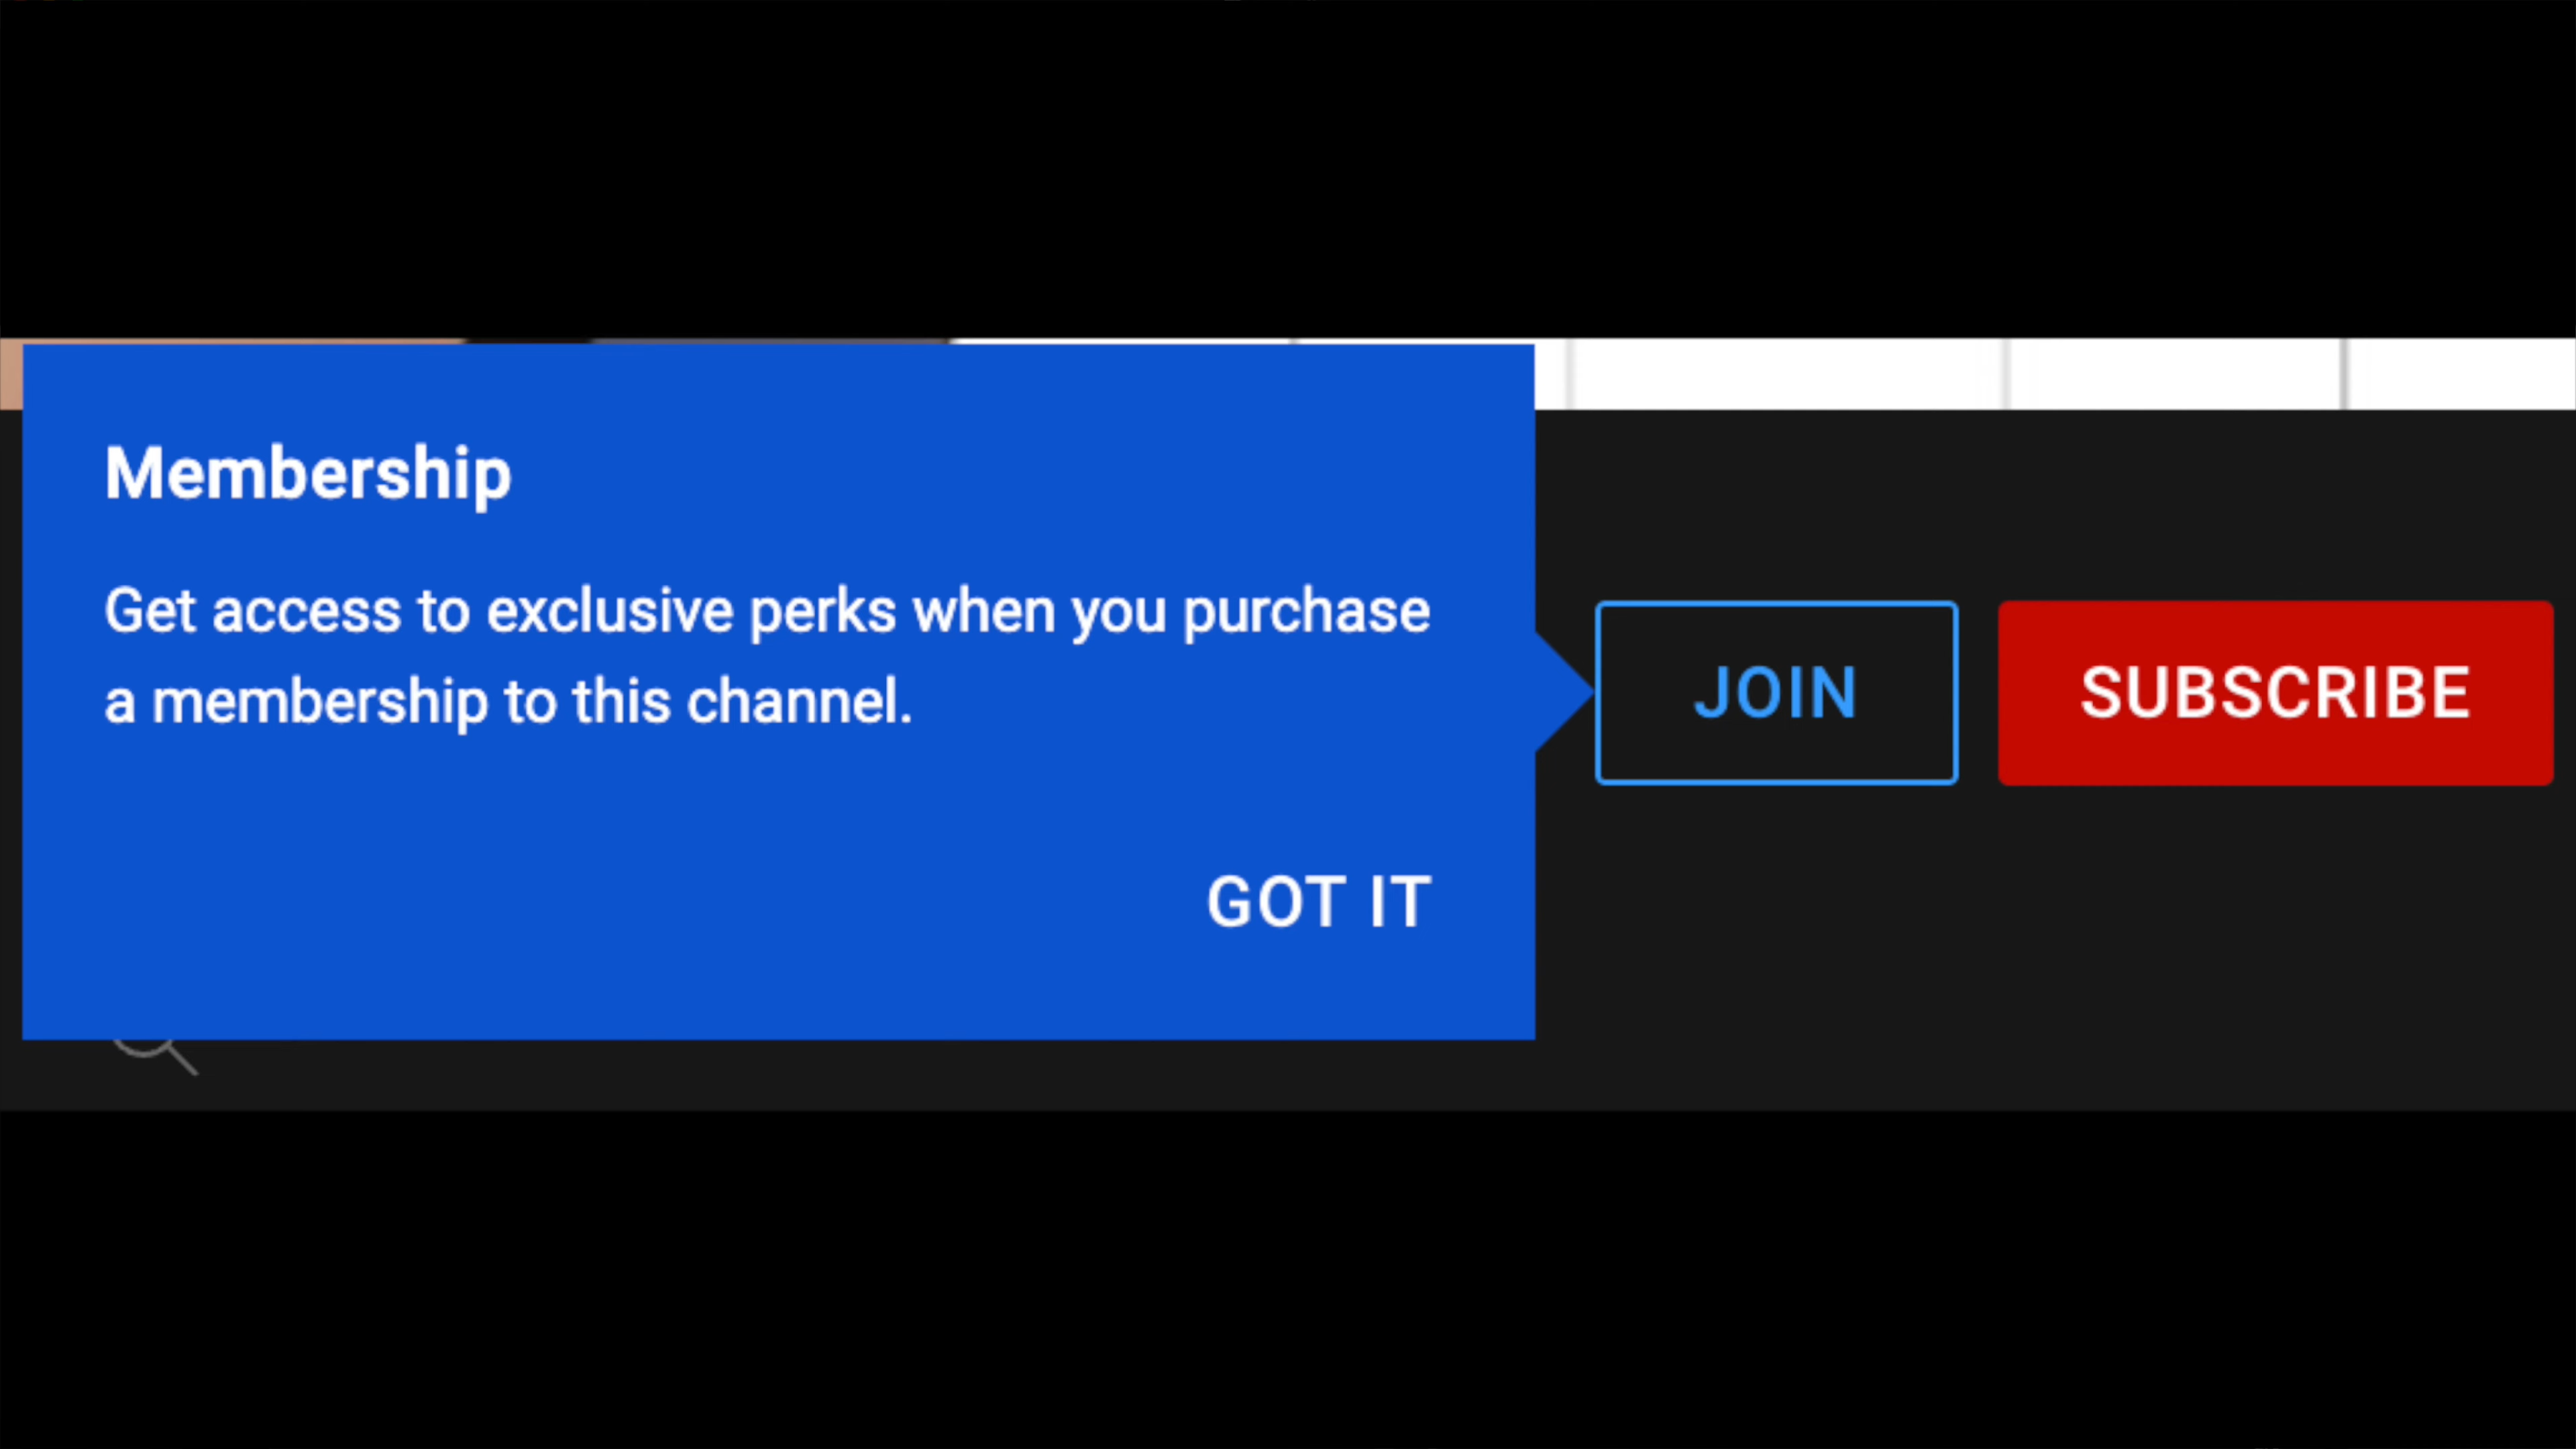 Membership
Get access to exclusive perks when you purchase
a membership to this channel.
GOT IT
JOIN
SUBSCRIBE